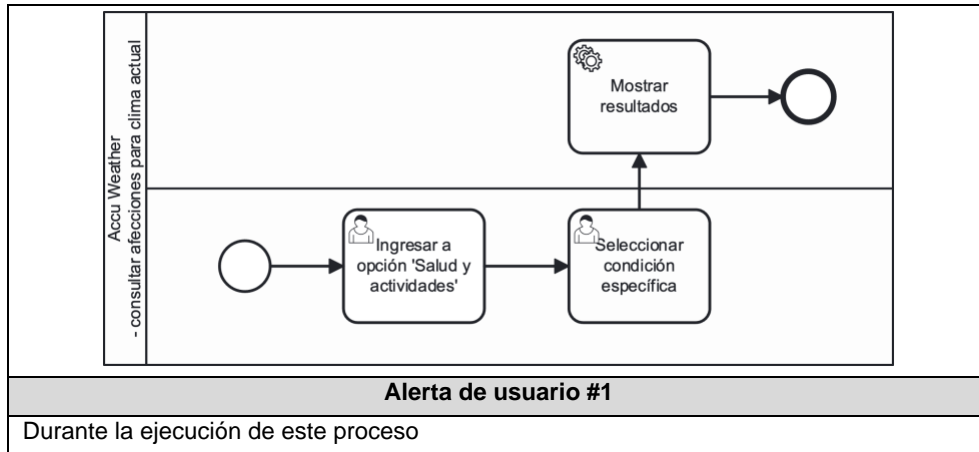 Accu Weather
- consultar afecciones para clima actual
Mostrar
resultados
Ingresar a
opción 'Salud y
actividades'
Seleccionar
condición
específica
Alerta de usuario #1
Durante la ejecución de este proceso